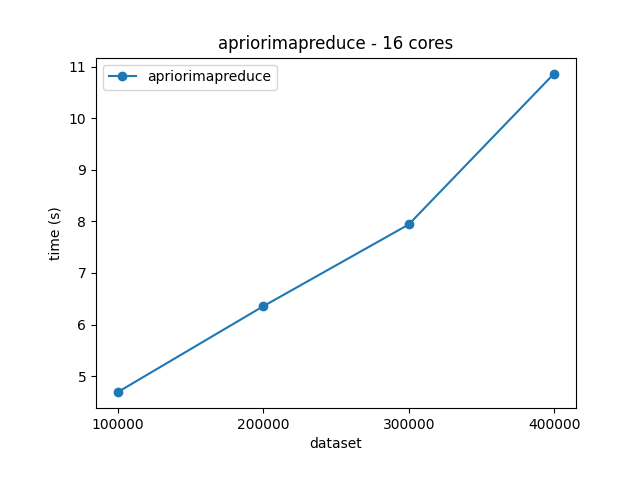 apriorimapreduce - 16 cores
apriorimapreduce
11
10
9
8
7
6
5
time (s)
100000 200000 300000 400000
dataset